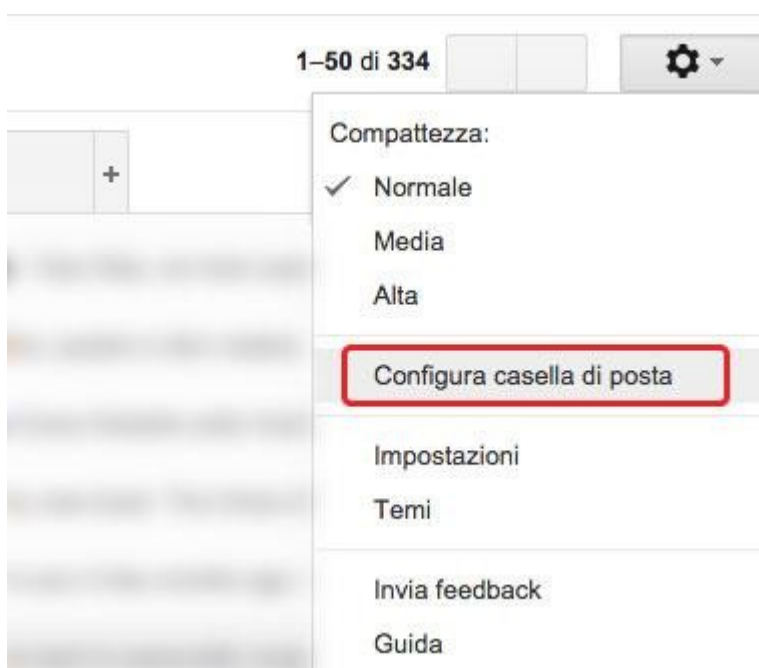 1–50 di 334
Compattezza:
+
Normale
Media
Alta
Configura casella di posta
Impostazioni
Temi
Invia feedback
Guida